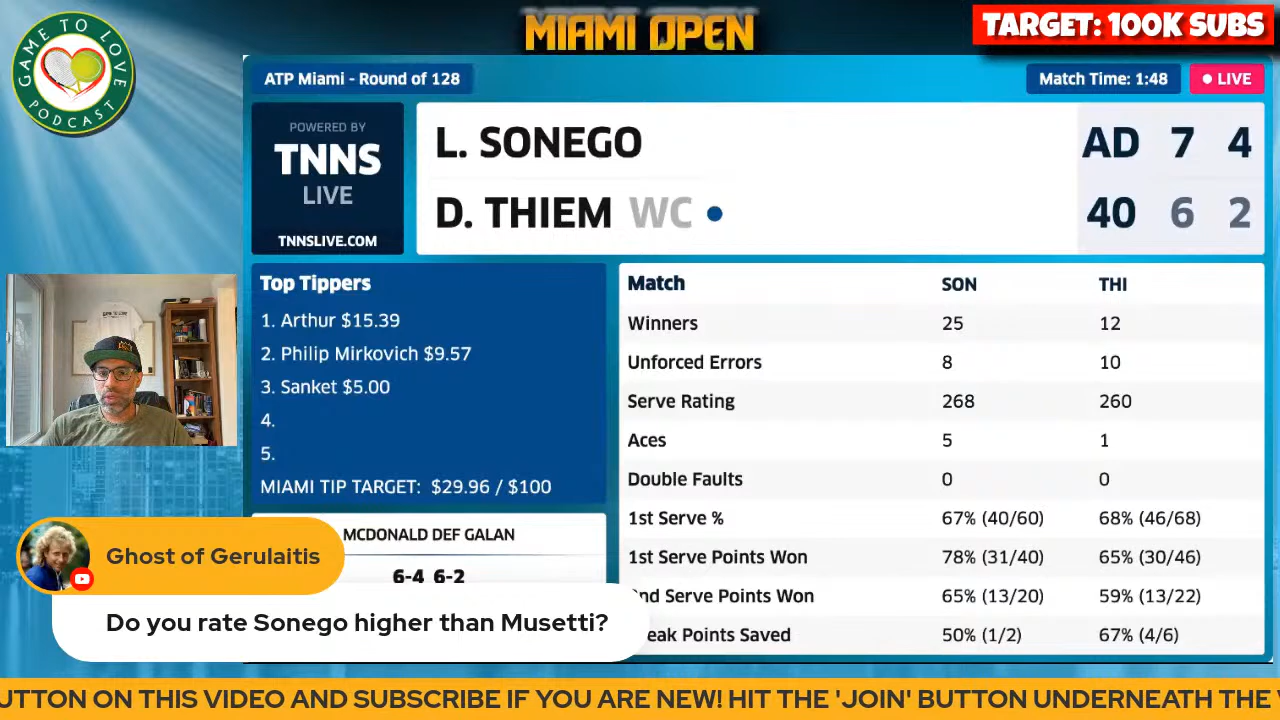 GAME TO LOVE
PODCAST
MIAMI OPEN
TARGET: 100K SUBS
ATP Miami - Round of 128
Match Time: 1:48
LIVE
POWERED BY
TNNS
LIVE
TNNSLIVE.COM
L. SONEGO AD 7 4
D. THIEM WC 40 6 2
Top Tippers
1. Arthur $15.39
2. Philip Mirkovich $9.57
3. Sanket $5.00
4.
5.
MIAMI TIP TARGET: $29.96 / $100
MCDONALD DEF GALAN
6-4 6-2
Match SON THI
Winners 25 12
Unforced Errors 8 10
Serve Rating 268 260
Aces 5 1
Double Faults 0 0
1st Serve % 67% (40/60) 68% (46/68)
1st Serve Points Won 78% (31/40) 65% (30/46)
nd Serve Points Won 65% (13/20) 59% (13/22)
eak Points Saved 50% (1/2) 67% (4/6)
Ghost of Gerulaitis
Do you rate Sonego higher than Musetti?
UTTON ON THIS VIDEO AND SUBSCRIBE IF YOU ARE NEW! HIT THE 'JOIN' BUTTON UNDERNEATH THE